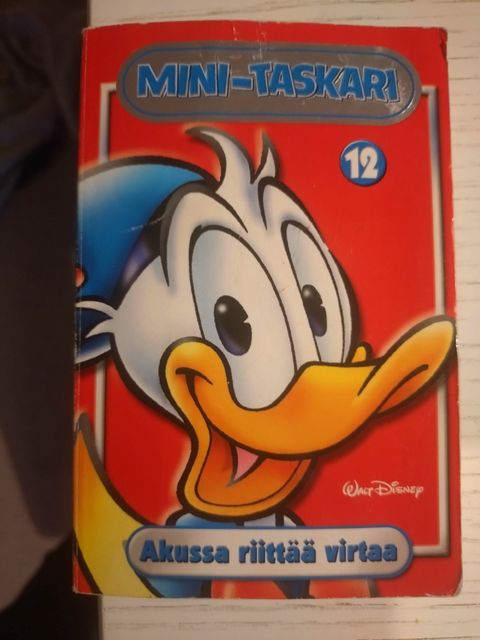 MINI-TASKARI
12
WALT DISNEY
Akussa riittää virtaa